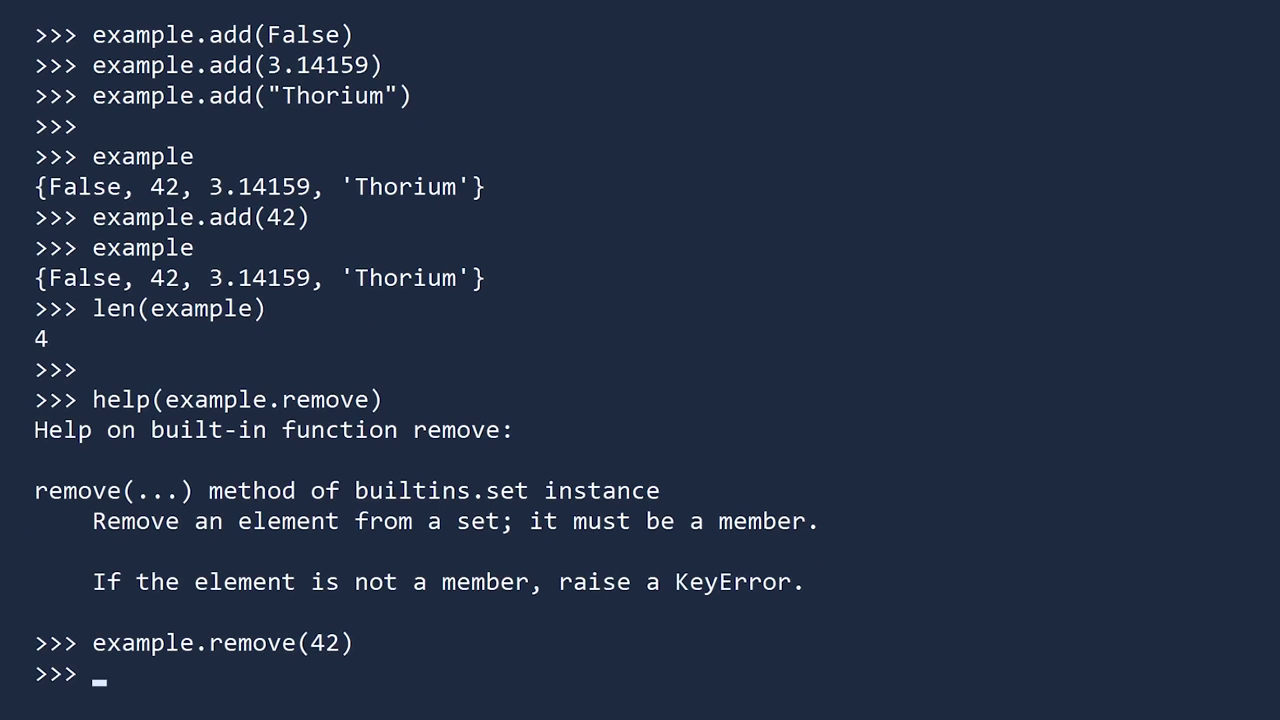 >>> example.add(False)
>>> example.add(3.14159)
>>> example.add("Thorium")
>>>
>>> example
{False, 42, 3.14159, 'Thorium'}
>>> example.add(42)
>>> example
{False, 42, 3.14159, 'Thorium'}
>>> len(example)
4
>>>
>>> help(example.remove)
Help on built-in function remove:

remove(...) method of builtins.set instance
    Remove an element from a set; it must be a member.

    If the element is not a member, raise a KeyError.

>>> example.remove(42)
>>> _